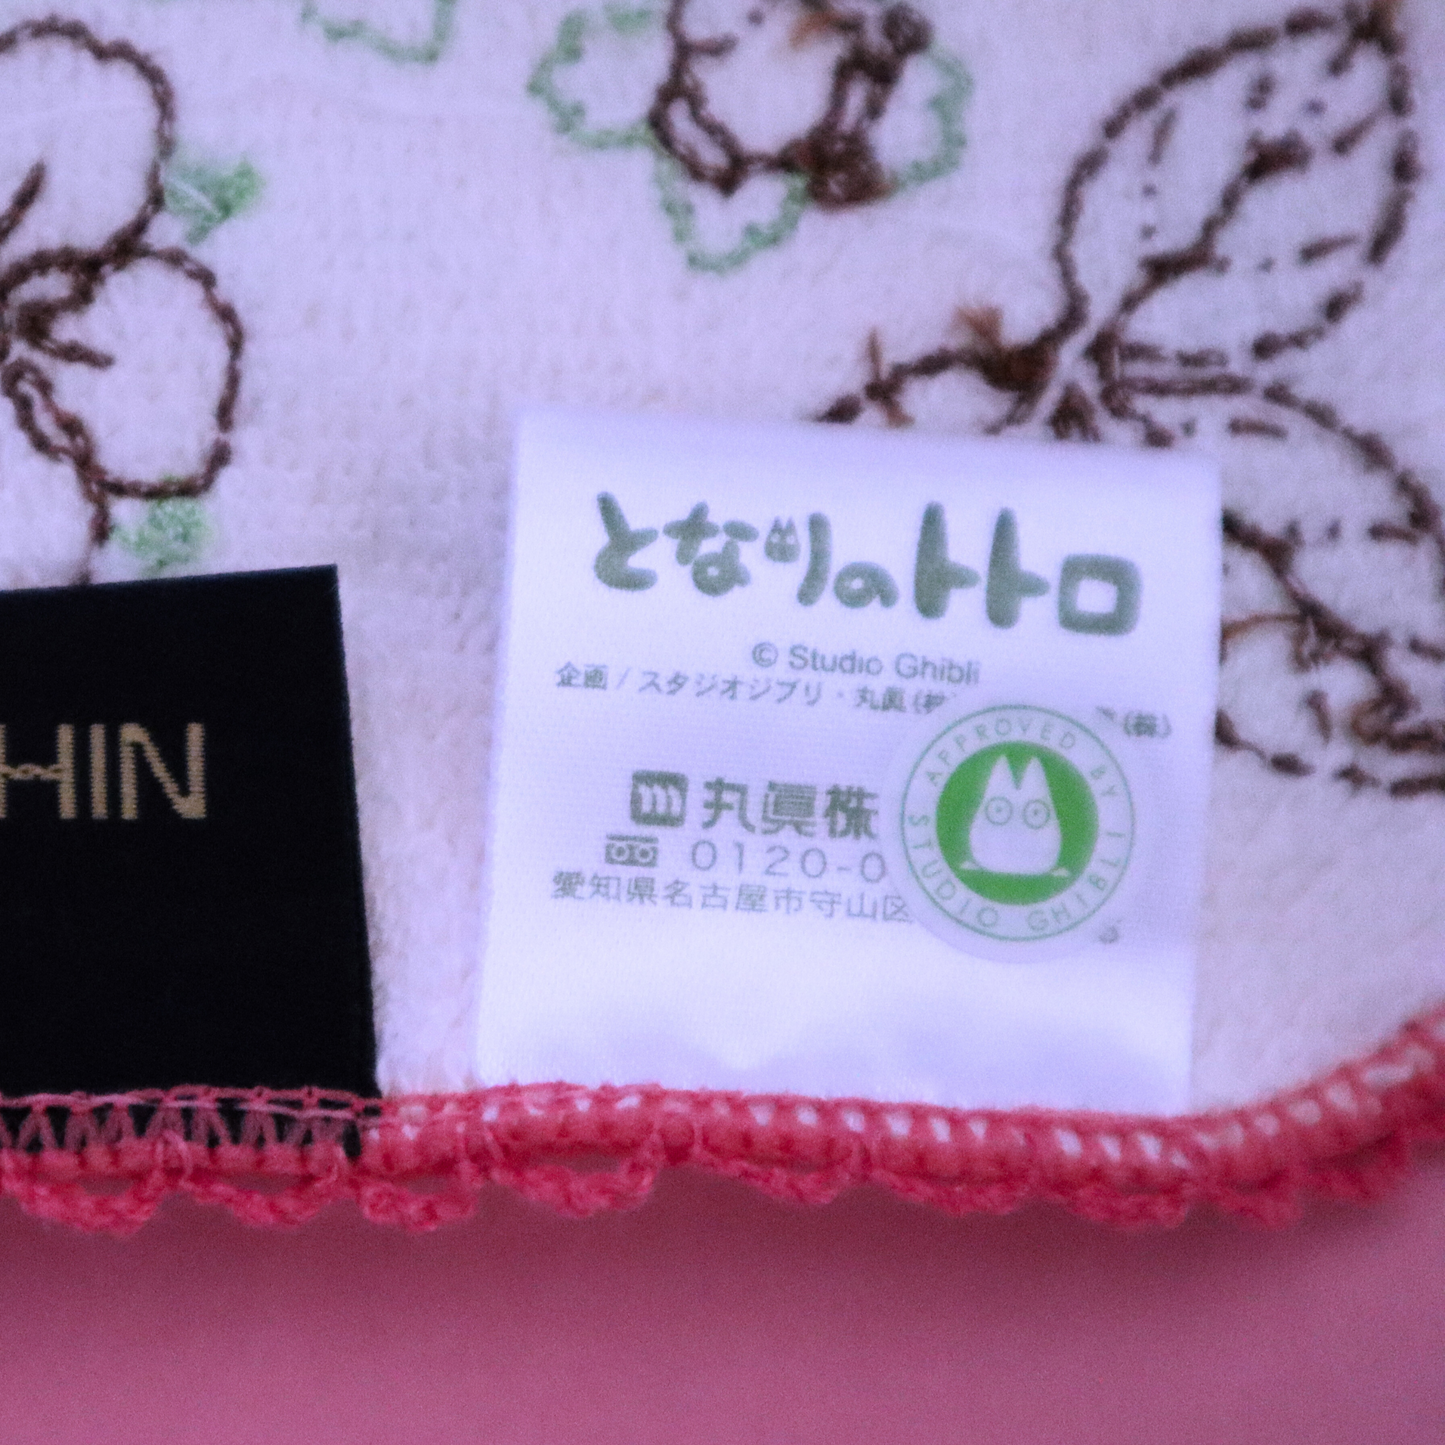 となりのトトロ
© Studio Ghibli
企画 / スタジオジブリ・丸眞(株
(株)
丸眞株
0120-0
愛知県名古屋市守山区
APPROVED BY
STUDIO GHIBLI
HIN